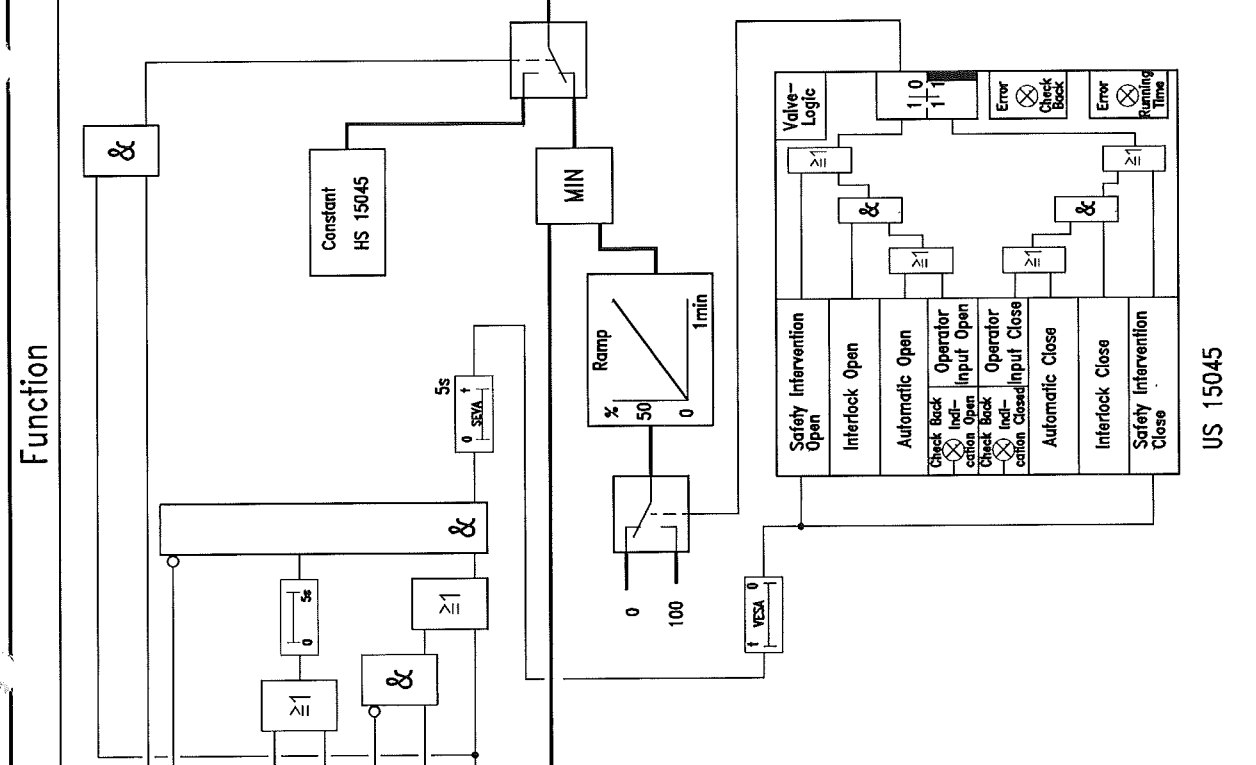 Function
&
Constant
HS 15045
MIN
Ramp
%
50
0
1min
5s
0 SEVA t
&
0 5s
≥1
&
≥1
0
100
t VESA 0
Valve-
Logic
1 0
1 1
Error
Check
Back
Error
Running
Time
≥1
≥1
&
&
≥1
≥1
Safety Intervention
Open
Interlock Open
Automatic Open
Operator
Input Open
Check Back
Indi-
cation Open
Operator
Input Close
Check Back
Indi-
cation Closed
Automatic Close
Interlock Close
Safety Intervention
Close
US 15045